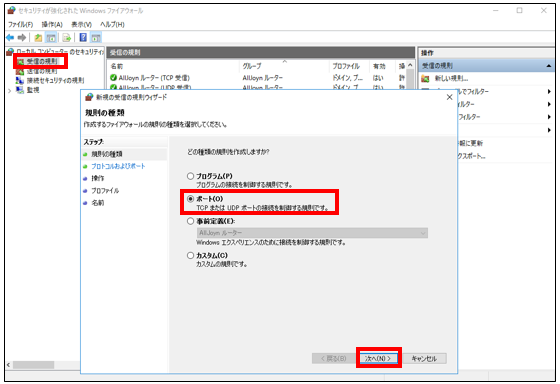 セキュリティが強化された Windows ファイアウォール
ファイル(F) 操作(A) 表示(V) ヘルプ(H)
ローカル コンピューター のセキュリティ
受信の規則
送信の規則
接続セキュリティの規則
監視
受信の規則
名前 グループ プロファイル 有効 操
AllJoyn ルーター (TCP 受信) AllJoyn ルーター ドメイン, プ... はい 許
AllJoyn ルーター (UDP 受信) AllJoyn ルーター ドメイン, プ... はい 許
操作
受信の規則
新しい規則...
でフィルター
フィルター
ィルター
報に更新
クスポート...
新規の受信の規則ウィザード
規則の種類
作成するファイアウォールの規則の種類を選択してください。
ステップ:
規則の種類
プロトコルおよびポート
操作
プロファイル
名前
どの種類の規則を作成しますか?
プログラム(P)
プログラムの接続を制御する規則です。
ポート(O)
TCP または UDP ポートの接続を制御する規則です。
事前定義(E):
AllJoyn ルーター
Windows エクスペリエンスのために接続を制御する規則です。
カスタム(C)
カスタムの規則です。
< 戻る(B) 次へ(N) > キャンセル